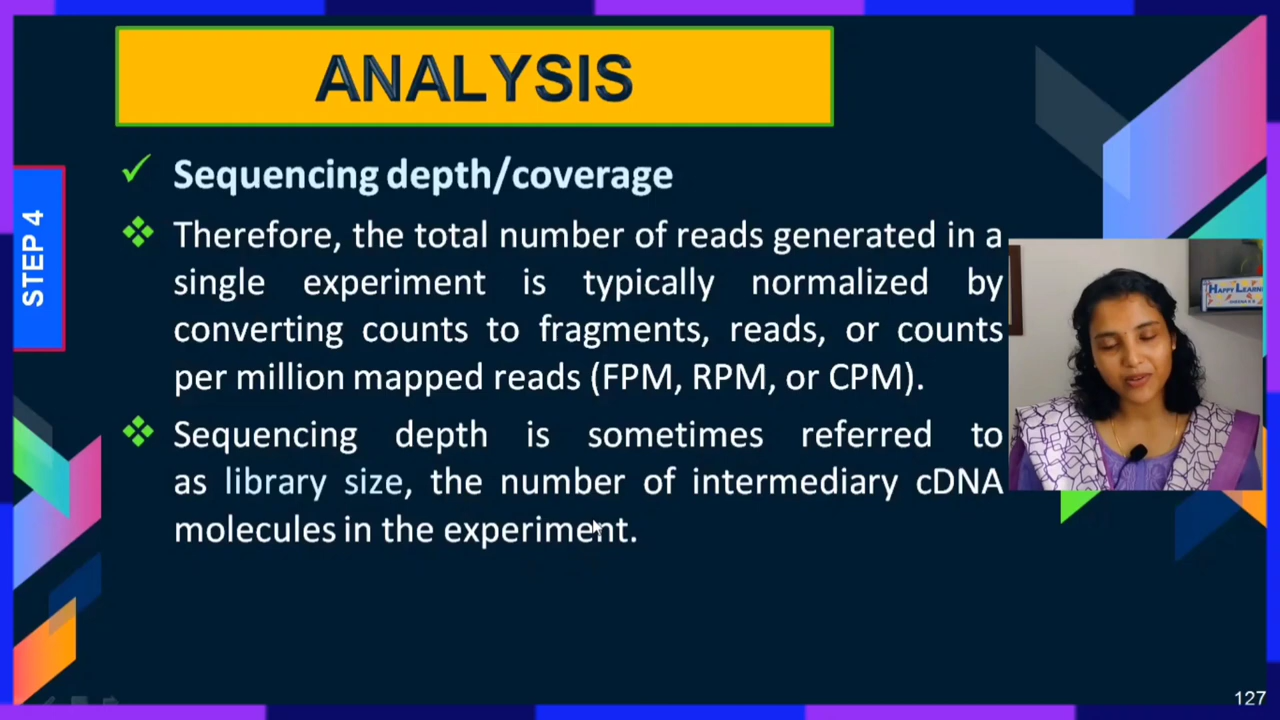 ANALYSIS
STEP 4
✓ Sequencing depth/coverage
❖ Therefore, the total number of reads generated in a
single experiment is typically normalized by
converting counts to fragments, reads, or counts
per million mapped reads (FPM, RPM, or CPM).
❖ Sequencing depth is sometimes referred to
as library size, the number of intermediary cDNA
molecules in the experiment.
HAPPY LEARN
127